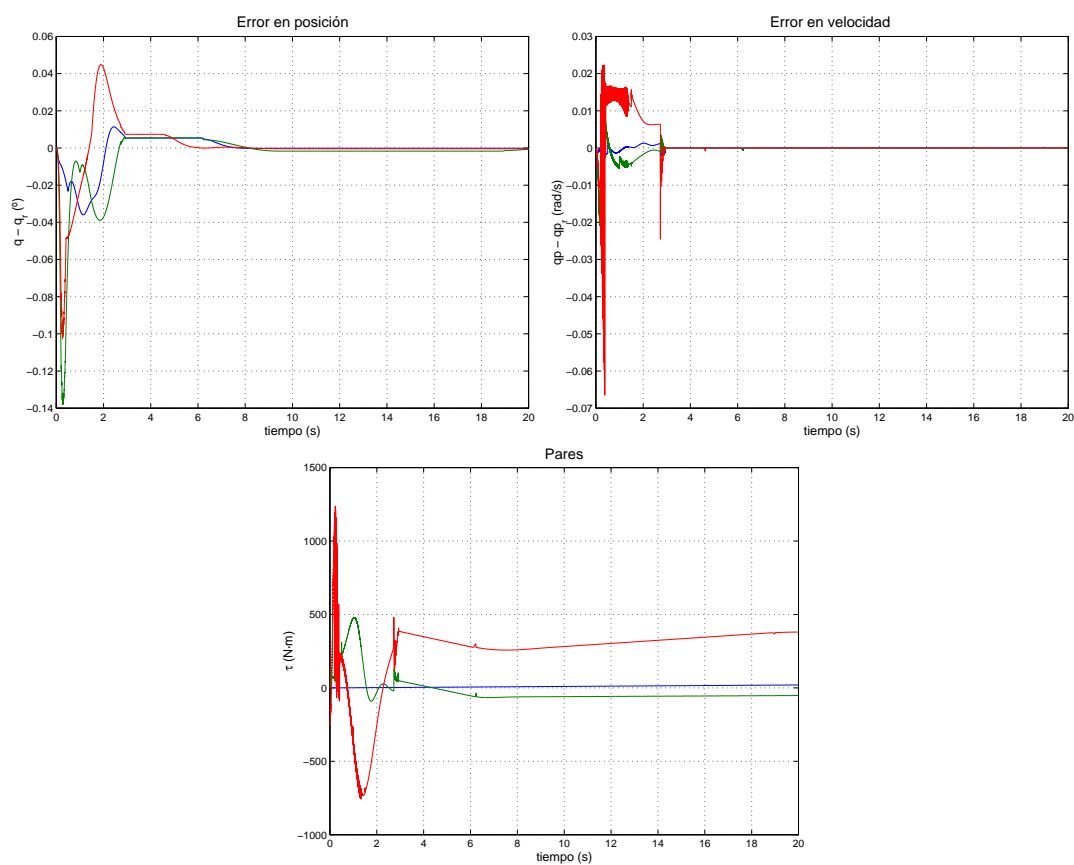 Error en posición
0.06
0.04
0.02
0
−0.02
−0.04
−0.06
−0.08
−0.1
−0.12
−0.14
q − q_r (º)
0 2 4 6 8 10 12 14 16 18 20
tiempo (s)
Error en velocidad
0.03
0.02
0.01
0
−0.01
−0.02
−0.03
−0.04
−0.05
−0.06
−0.07
qp − qp_r (rad/s)
0 2 4 6 8 10 12 14 16 18 20
tiempo (s)
Pares
1500
1000
500
0
−500
−1000
τ (N·m)
0 2 4 6 8 10 12 14 16 18 20
tiempo (s)